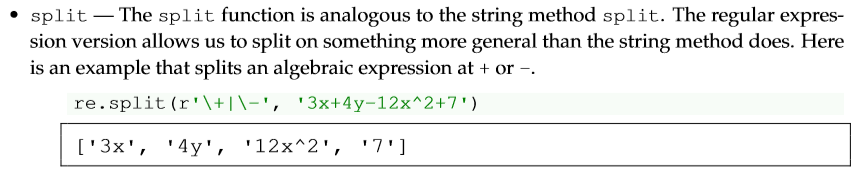 • split — The split function is analogous to the string method split. The regular expres-
sion version allows us to split on something more general than the string method does. Here
is an example that splits an algebraic expression at + or -.
re.split(r'\+|\-', '3x+4y-12x^2+7')
['3x', '4y', '12x^2', '7']